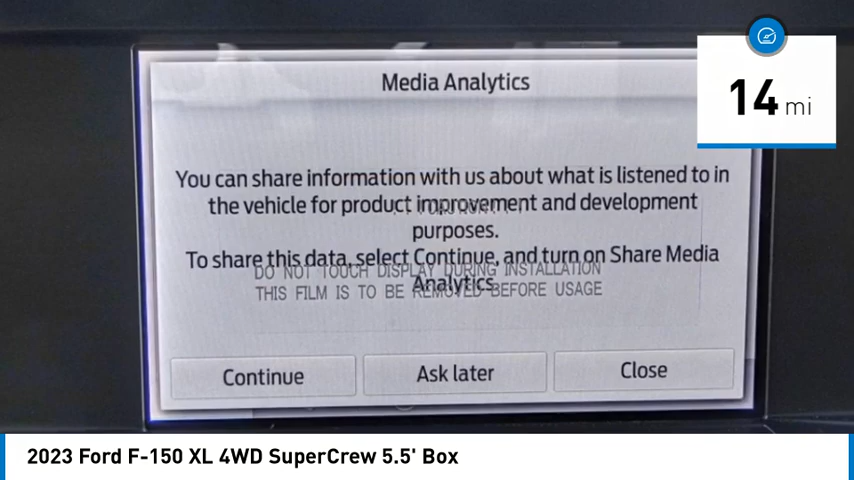 Media Analytics
14 mi
You can share information with us about what is listened to in
the vehicle for product improvement and development
purposes.
To share this data, select Continue, and turn on Share Media
Analytics.
DO NOT TOUCH DISPLAY DURING INSTALLATION
THIS FILM IS TO BE REMOVED BEFORE USAGE
Continue
Ask later
Close
2023 Ford F-150 XL 4WD SuperCrew 5.5' Box